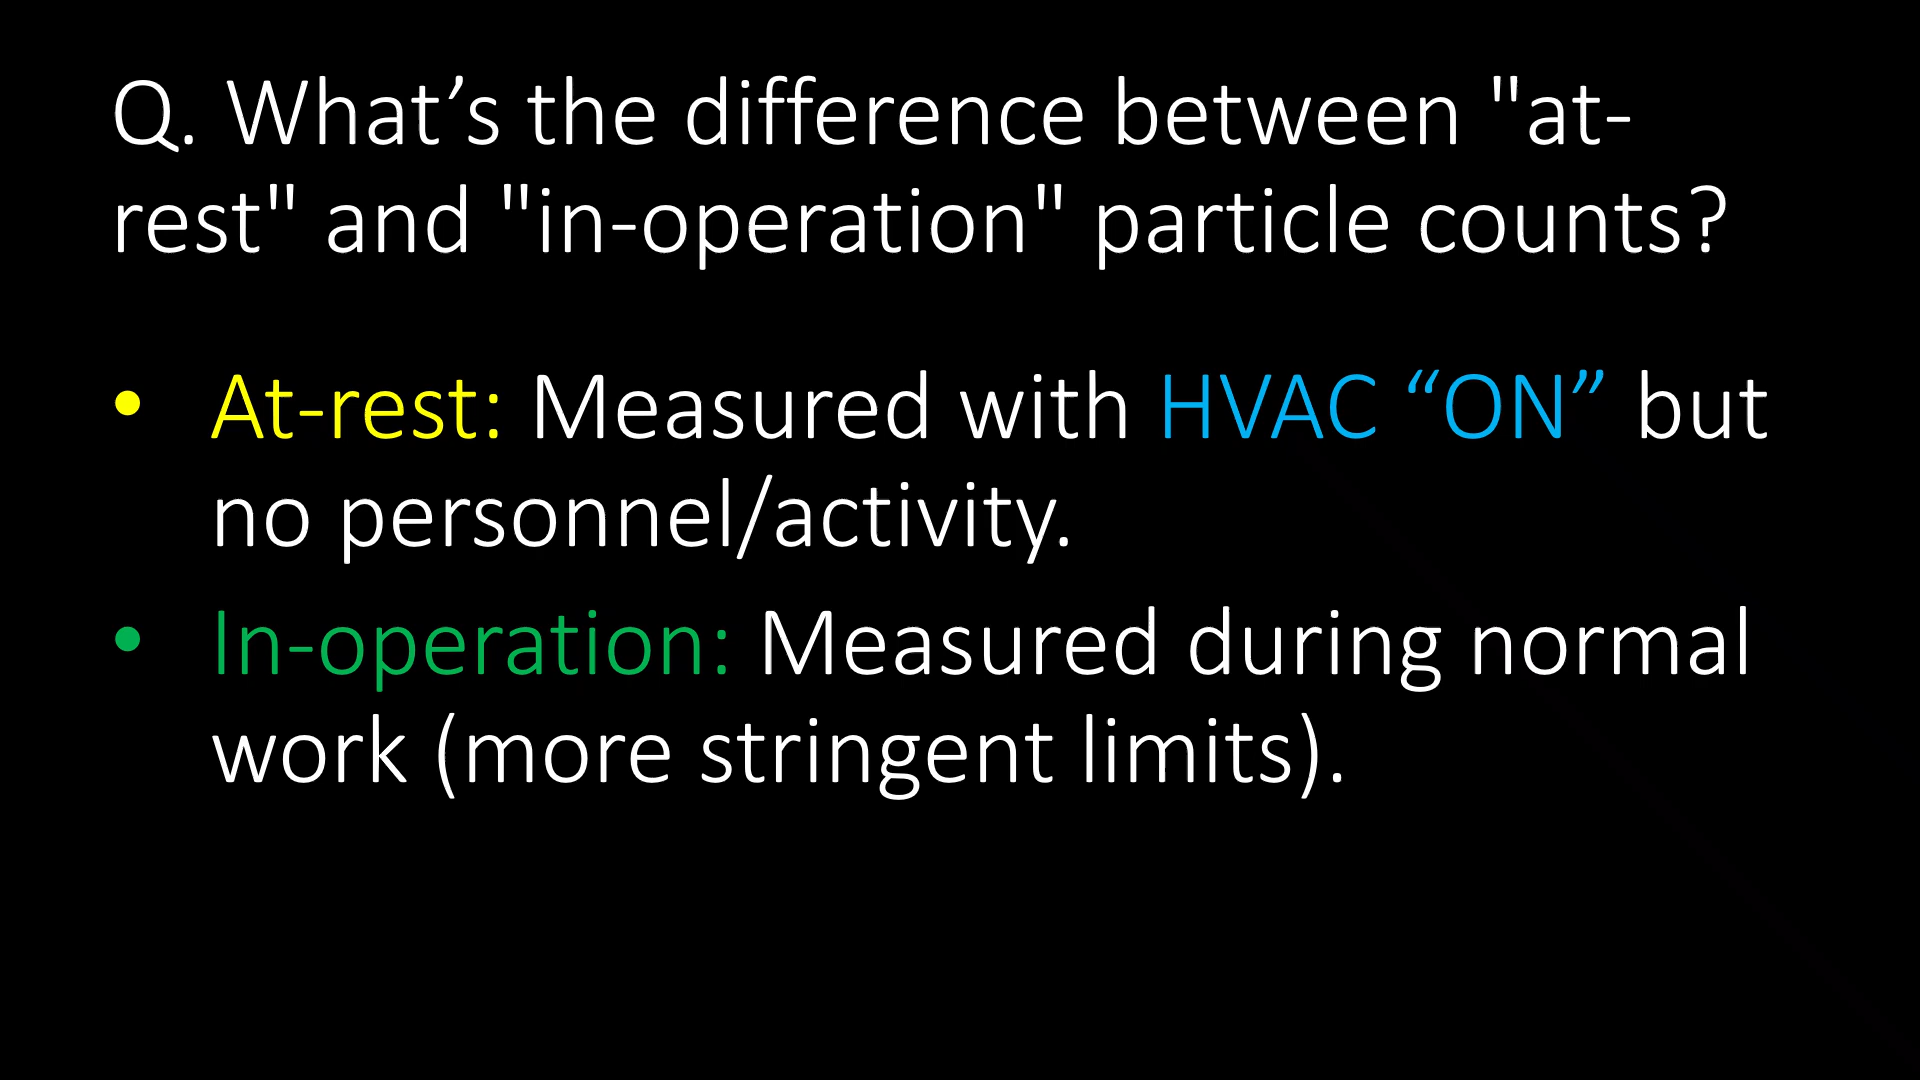 Q. What’s the difference between "at-
rest" and "in-operation" particle counts?
• At-rest: Measured with HVAC “ON” but
no personnel/activity.
• In-operation: Measured during normal
work (more stringent limits).